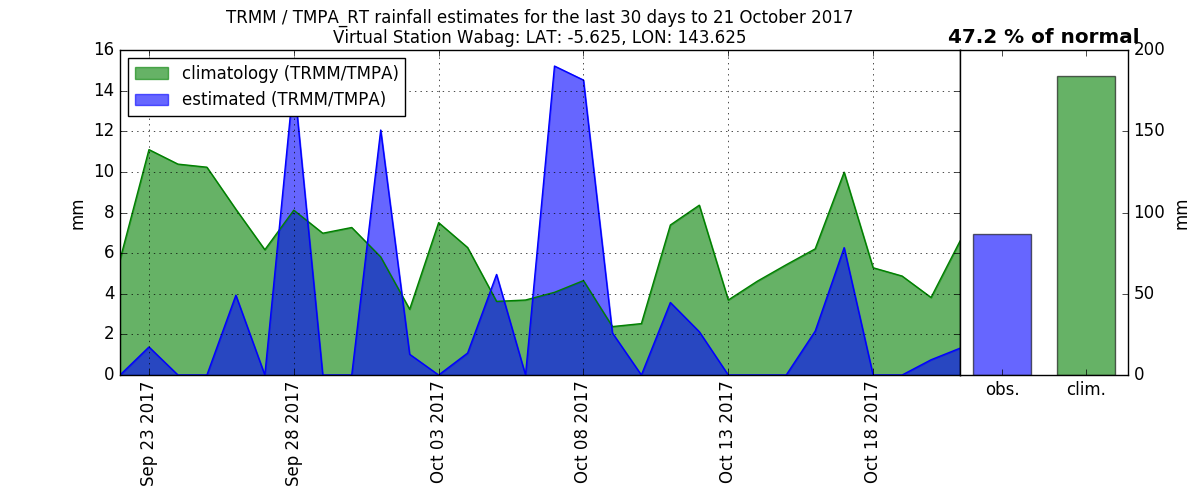 TRMM / TMPA_RT rainfall estimates for the last 30 days to 21 October 2017
Virtual Station Wabag: LAT: -5.625, LON: 143.625
47.2 % of normal
climatology (TRMM/TMPA)
estimated (TRMM/TMPA)
16
14
12
10
8
6
4
2
0
mm
Sep 23 2017
Sep 28 2017
Oct 03 2017
Oct 08 2017
Oct 13 2017
Oct 18 2017
obs.
clim.
200
150
100
50
0
mm